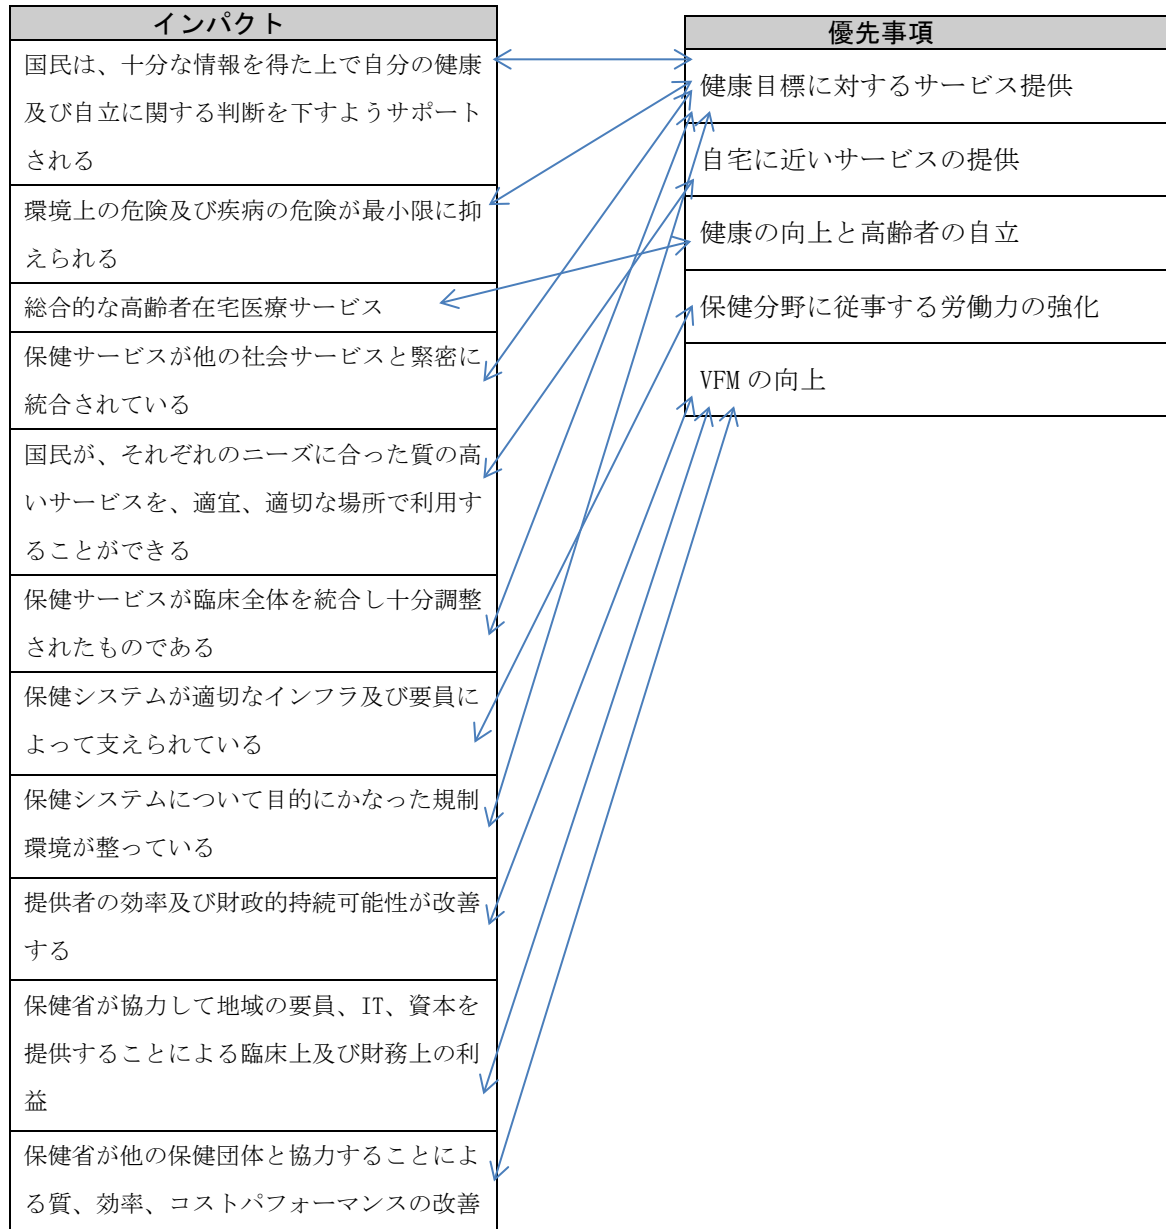 インパクト
国民は、十分な情報を得た上で自分の健康
及び自立に関する判断を下すようサポート
される
環境上の危険及び疾病の危険が最小限に抑
えられる
総合的な高齢者在宅医療サービス
保健サービスが他の社会サービスと緊密に
統合されている
国民が、それぞれのニーズに合った質の高
いサービスを、適宜、適切な場所で利用す
ることができる
保健サービスが臨床全体を統合し十分調整
されたものである
保健システムが適切なインフラ及び要員に
よって支えられている
保健システムについて目的にかなった規制
環境が整っている
提供者の効率及び財政的持続可能性が改善
する
保健省が協力して地域の要員、IT、資本を
提供することによる臨床上及び財務上の利
益
保健省が他の保健団体と協力することによ
る質、効率、コストパフォーマンスの改善
優先事項
健康目標に対するサービス提供
自宅に近いサービスの提供
健康の向上と高齢者の自立
保健分野に従事する労働力の強化
VFM の向上